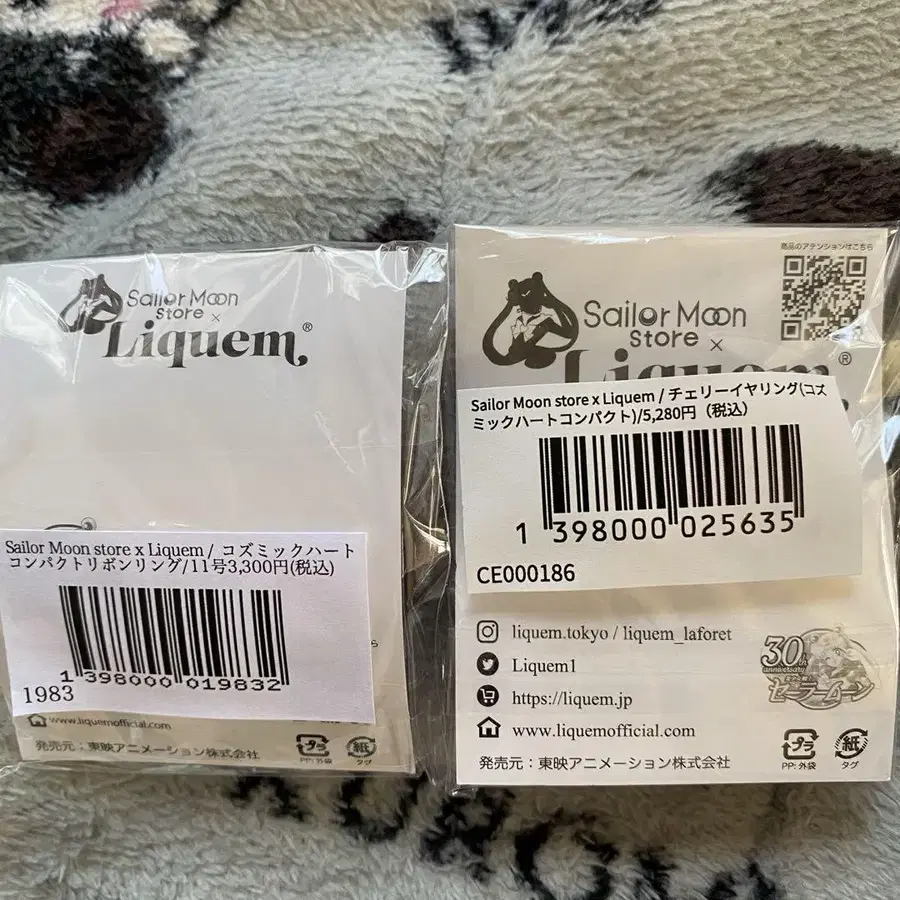 Sailor Moon
store ×
Liquem®
Sailor Moon store x Liquem / コズミックハート
コンパクトリボンリング/11号3,300円(税込)
1 398000 019832
1983
www.liquemofficial.com
発売元：東映アニメーション株式会社
プラ
PP: 外袋
紙
タグ
商品のアテンションはこちら
Sailor Moon
store ×
Liquem®
Sailor Moon store x Liquem / チェリーイヤリング(コズ
ミックハートコンパクト)/5,280円（税込）
1 398000 025635
CE000186
liquem.tokyo / liquem_laforet
Liquem1
https://liquem.jp
www.liquemofficial.com
30th
anniversary
セーラームーン
発売元：東映アニメーション株式会社
プラ
PP: 外袋
紙
タグ